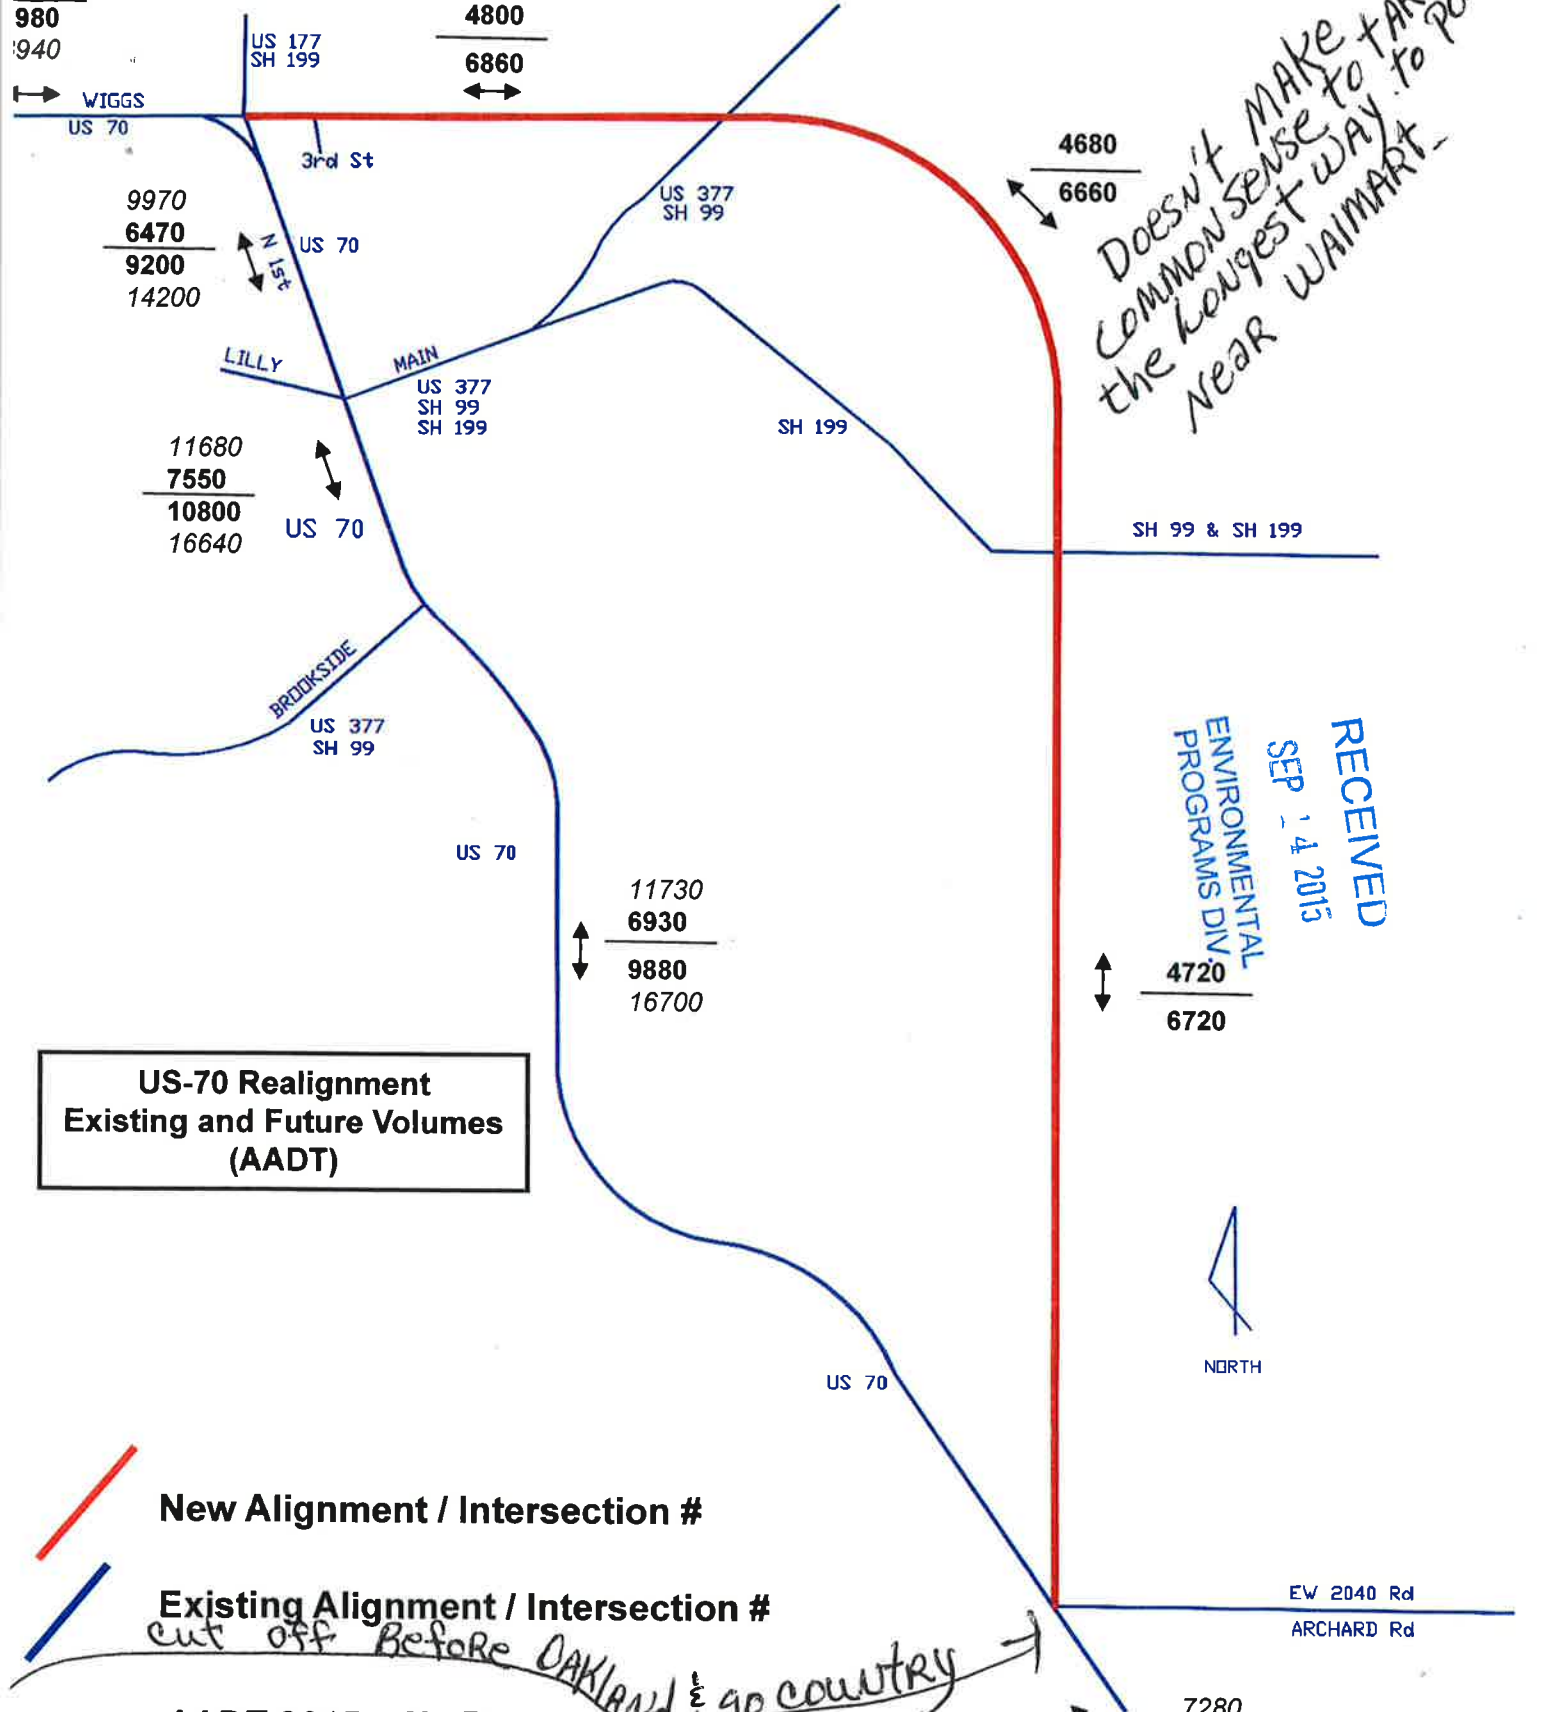 980
940
US 177
SH 199
4800
6860
WIGGS
US 70
3rd St
4680
6660
Doesn't MAKE
COMMON SENSE to
the Longest WAY to
Near WAlMART.
US 377
SH 99
9970
6470
9200
14200
N 1st
US 70
LILLY
MAIN
US 377
SH 99
SH 199
SH 199
11680
7550
10800
16640
US 70
SH 99 & SH 199
BROOKSIDE
US 377
SH 99
RECEIVED
SEP 14 2015
ENVIRONMENTAL
PROGRAMS DIV.
US 70
11730
6930
9880
16700
4720
6720
US-70 Realignment
Existing and Future Volumes
(AADT)
NORTH
US 70
New Alignment / Intersection #
Existing Alignment / Intersection #
EW 2040 Rd
ARCHARD Rd
cut off Before OAKlAND & go COUNTRY
7280